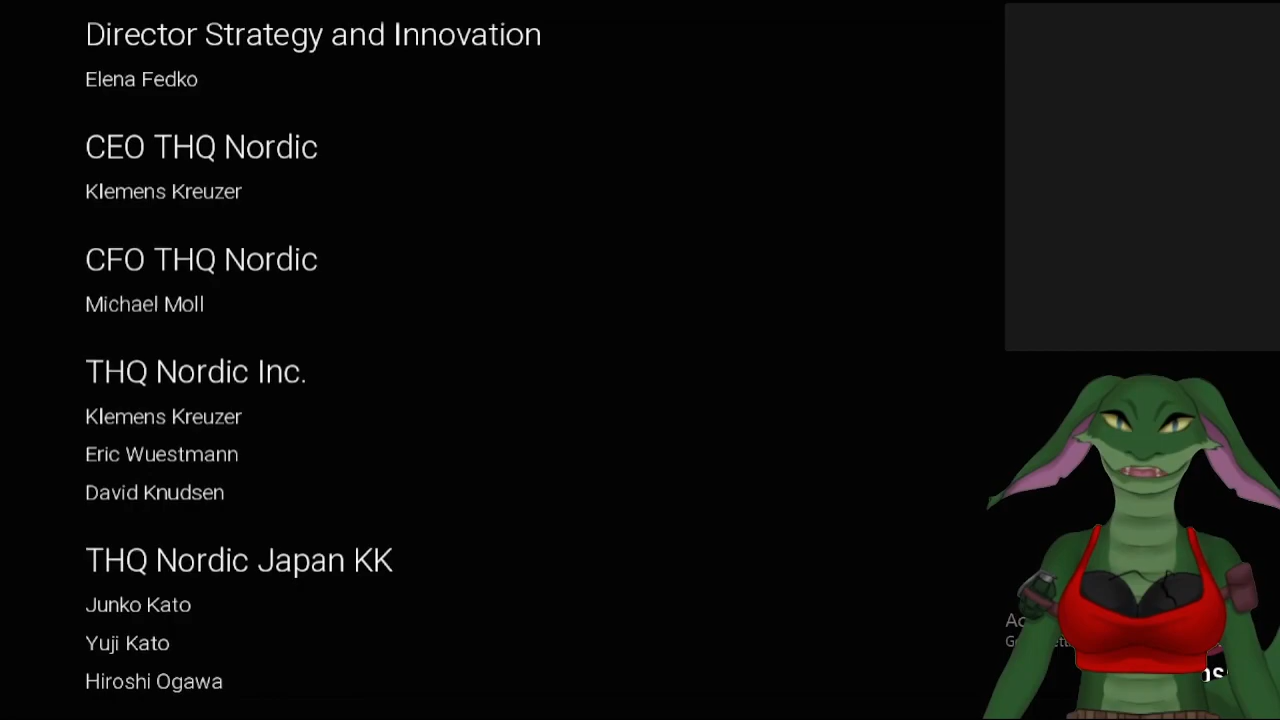 Director Strategy and Innovation
Elena Fedko
CEO THQ Nordic
Klemens Kreuzer
CFO THQ Nordic
Michael Moll
THQ Nordic Inc.
Klemens Kreuzer
Eric Wuestmann
David Knudsen
THQ Nordic Japan KK
Junko Kato
Yuji Kato
Hiroshi Ogawa